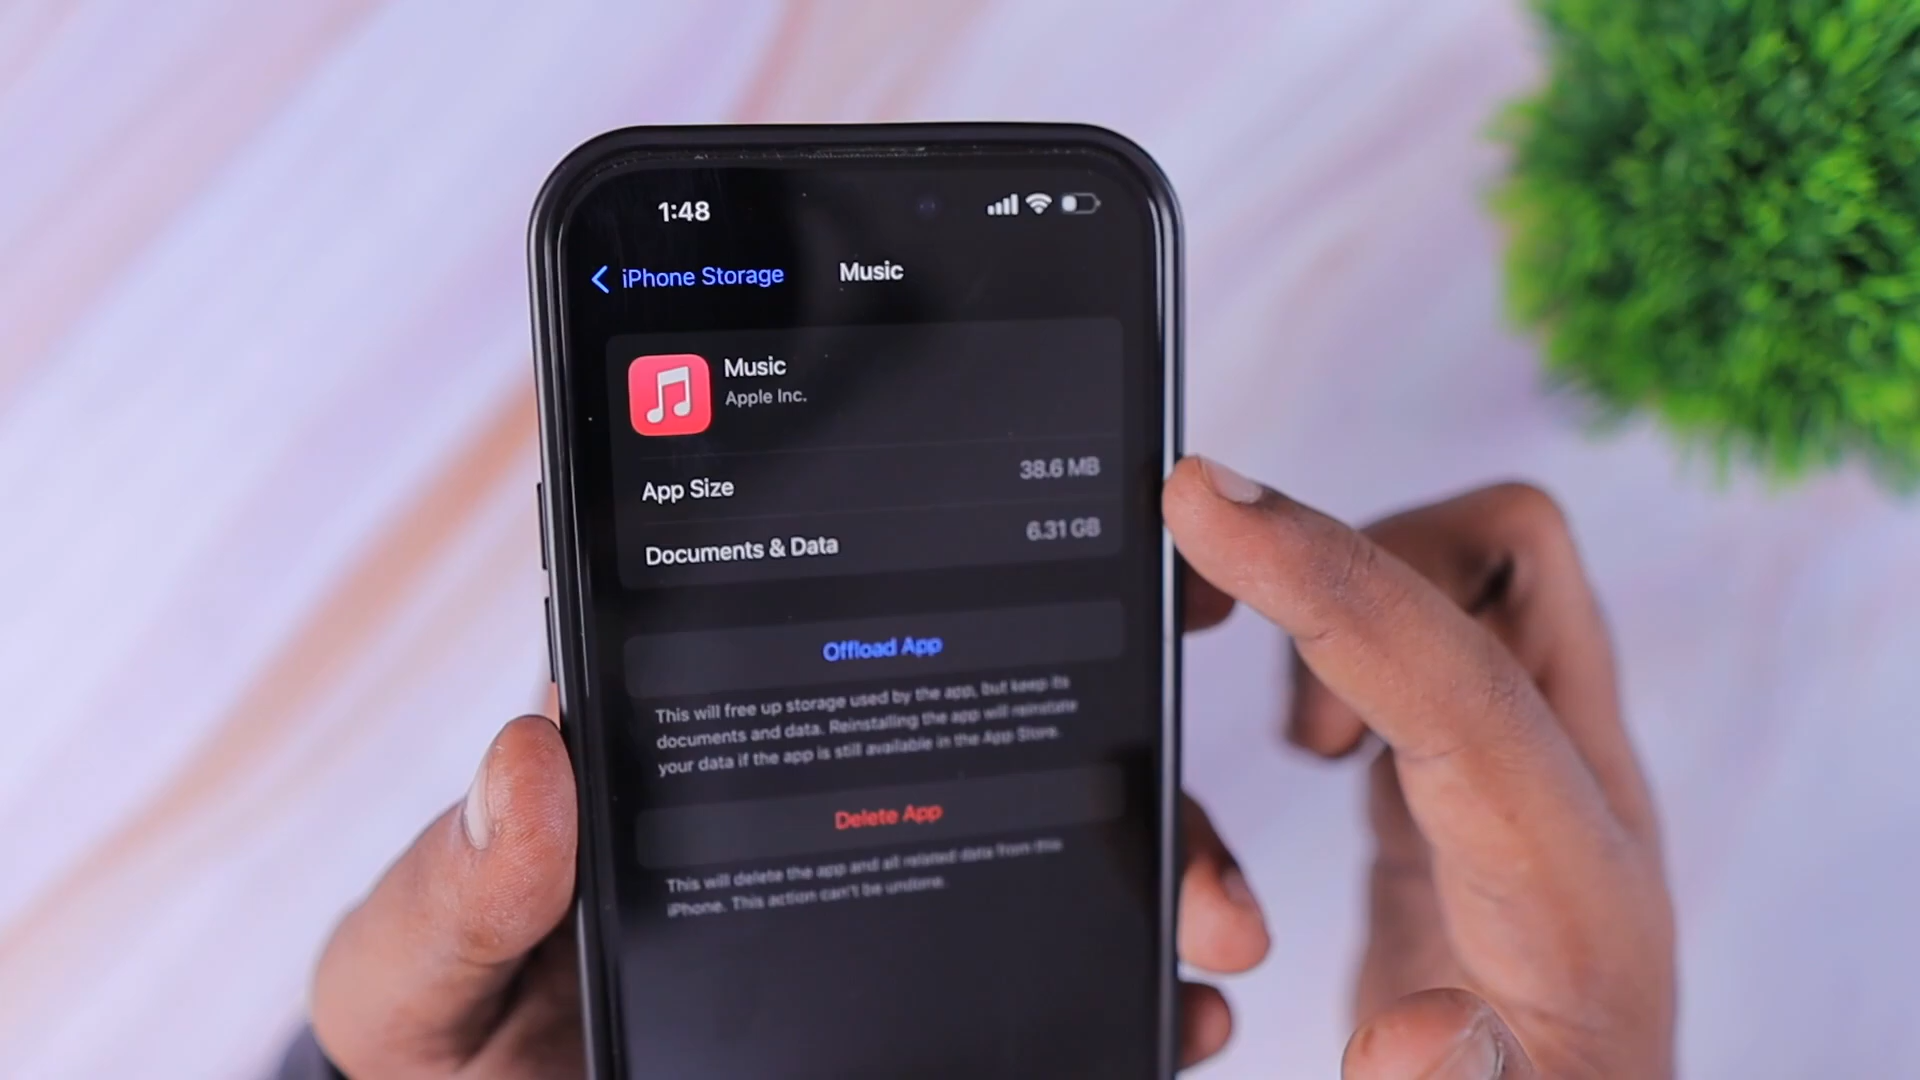 1:48
iPhone Storage
Music
Music
Apple Inc.
App Size
38.6 MB
Documents & Data
6.31 GB
Offload App
This will free up storage used by the app, but keep its
documents and data. Reinstalling the app will reinstate
your data if the app is still available in the App Store.
Delete App
This will delete the app and all related data from this
iPhone. This action can't be undone.